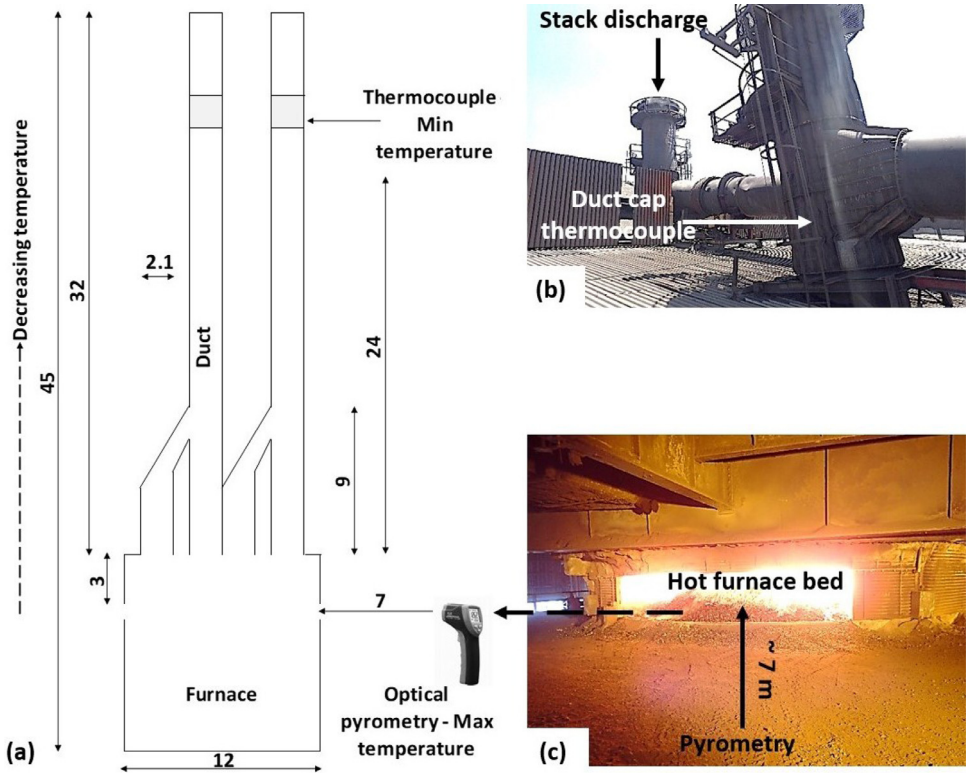 Thermocouple
Min
temperature
Decreasing temperature
45
32
2.1
Duct
24
9
3
7
Furnace
Optical
pyrometry - Max
temperature
12
(a)
Stack discharge
Duct cap
thermocouple
(b)
Hot furnace bed
~ 7 m
Pyrometry
(c)